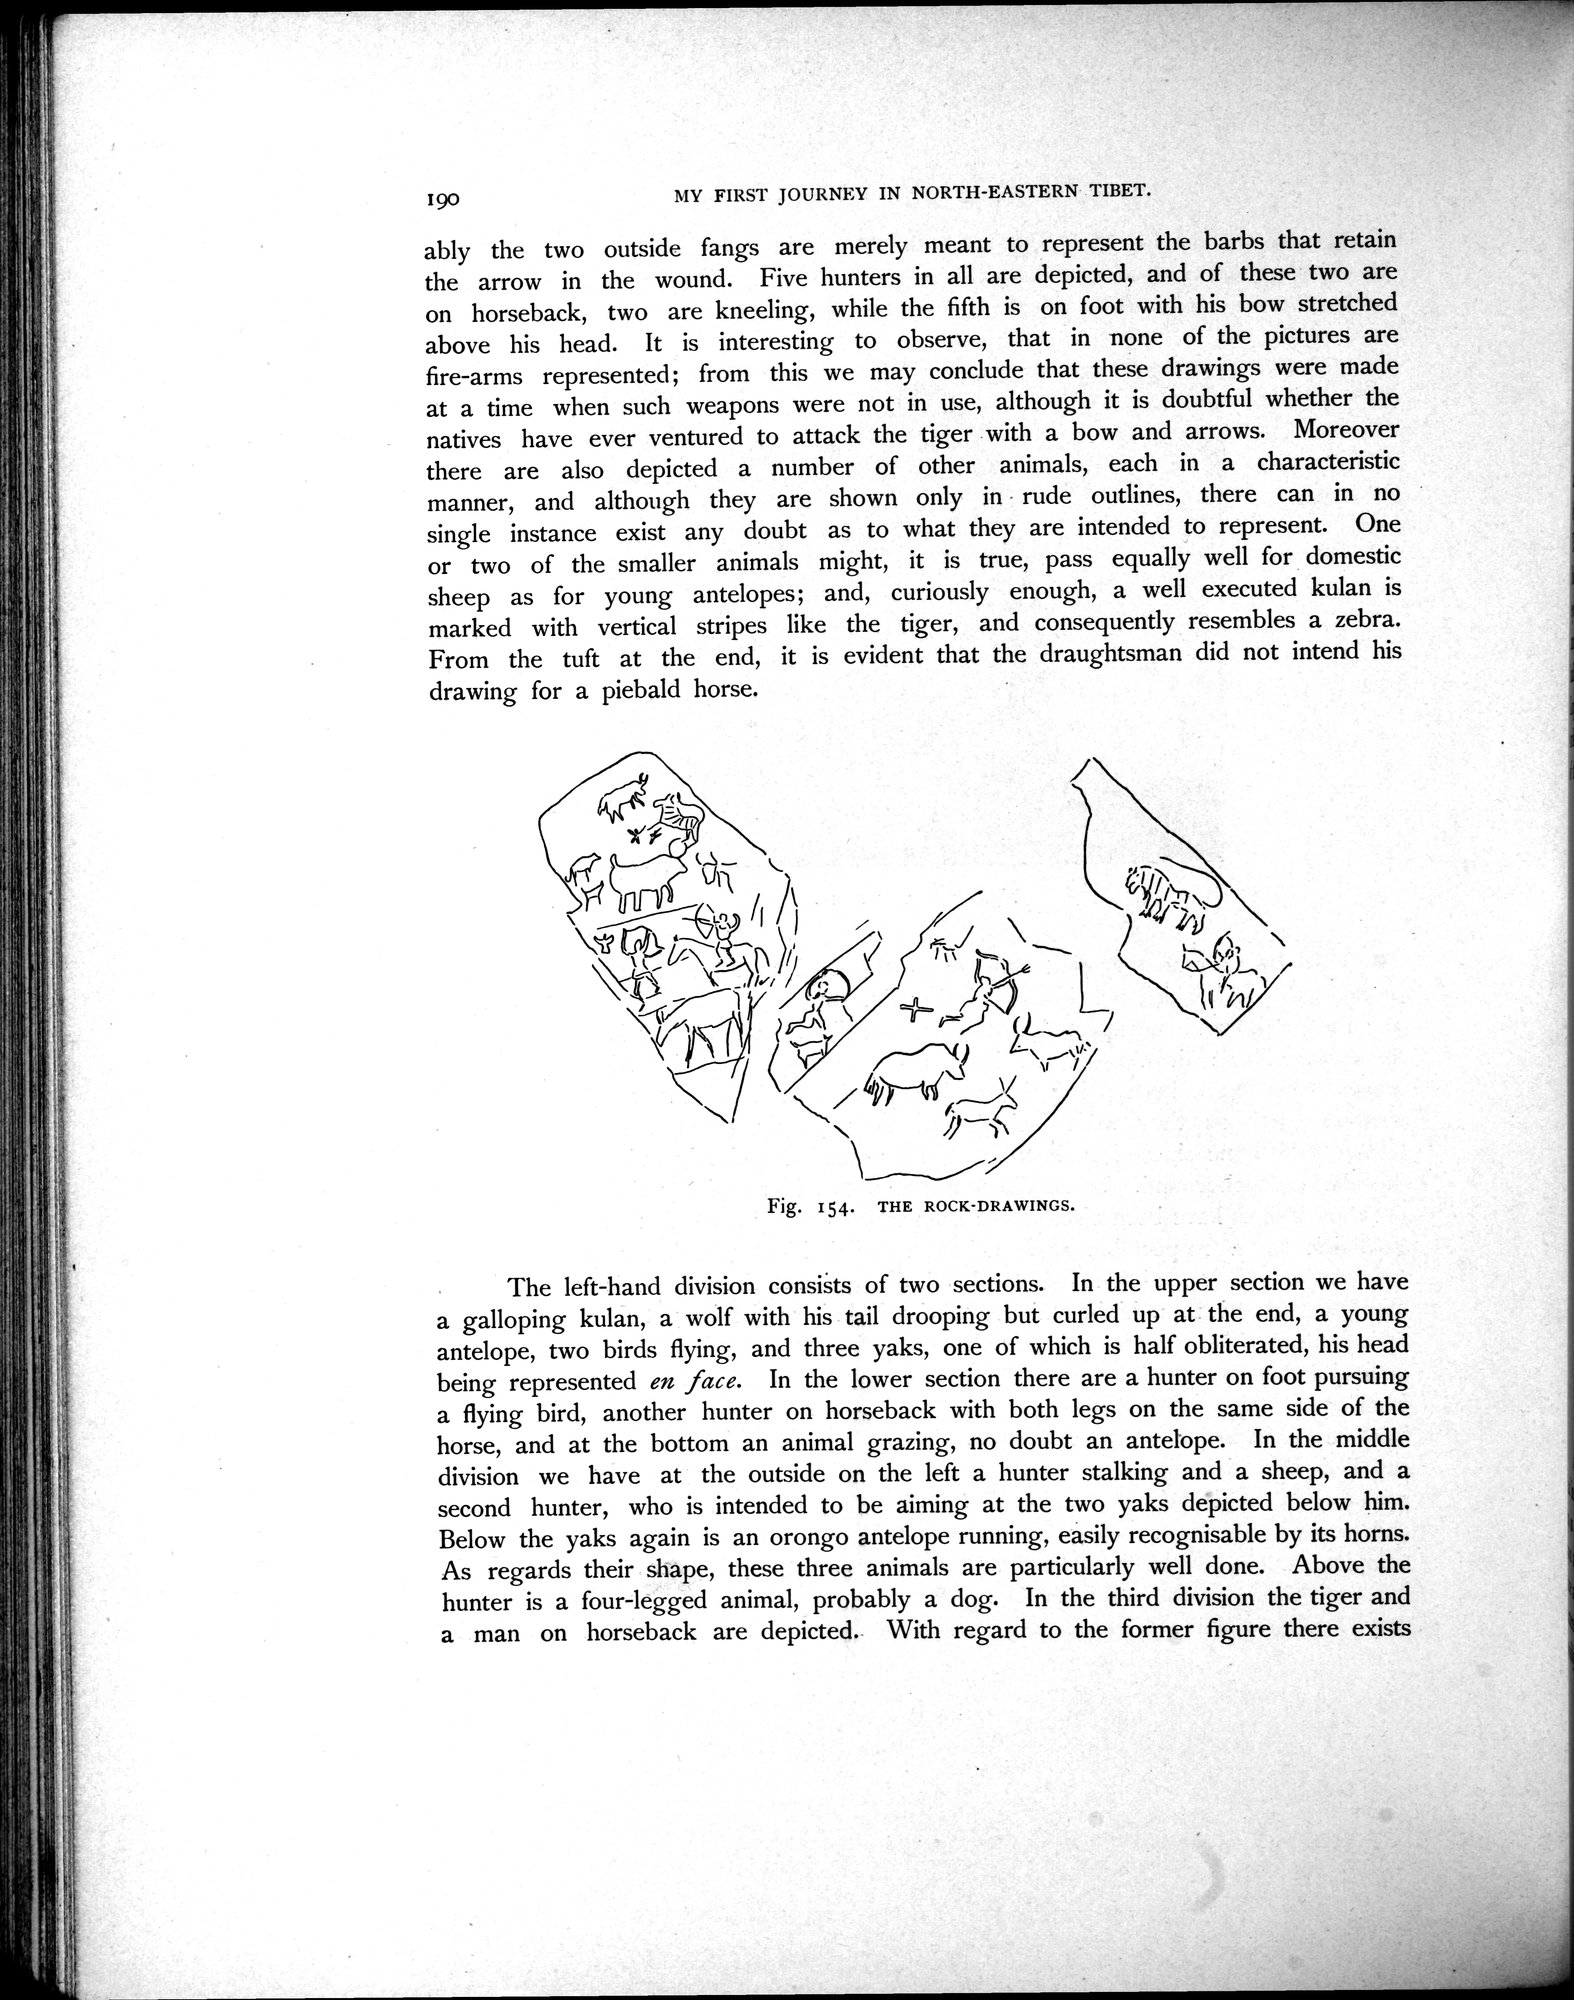 190
MY FIRST JOURNEY IN NORTH-EASTERN TIBET.
ably the two outside fangs are merely meant to represent the barbs that retain
the arrow in the wound. Five hunters in all are depicted, and of these two are
on horseback, two are kneeling, while the fifth is on foot with his bow stretched
above his head. It is interesting to observe, that in none of the pictures are
fire-arms represented; from this we may conclude that these drawings were made
at a time when such weapons were not in use, although it is doubtful whether the
natives have ever ventured to attack the tiger with a bow and arrows. Moreover
there are also depicted a number of other animals, each in a characteristic
manner, and although they are shown only in rude outlines, there can in no
single instance exist any doubt as to what they are intended to represent. One
or two of the smaller animals might, it is true, pass equally well for domestic
sheep as for young antelopes; and, curiously enough, a well executed kulan is
marked with vertical stripes like the tiger, and consequently resembles a zebra.
From the tuft at the end, it is evident that the draughtsman did not intend his
drawing for a piebald horse.
Fig. 154. THE ROCK-DRAWINGS.
The left-hand division consists of two sections. In the upper section we have
a galloping kulan, a wolf with his tail drooping but curled up at the end, a young
antelope, two birds flying, and three yaks, one of which is half obliterated, his head
being represented en face. In the lower section there are a hunter on foot pursuing
a flying bird, another hunter on horseback with both legs on the same side of the
horse, and at the bottom an animal grazing, no doubt an antelope. In the middle
division we have at the outside on the left a hunter stalking and a sheep, and a
second hunter, who is intended to be aiming at the two yaks depicted below him.
Below the yaks again is an orongo antelope running, easily recognisable by its horns.
As regards their shape, these three animals are particularly well done. Above the
hunter is a four-legged animal, probably a dog. In the third division the tiger and
a man on horseback are depicted. With regard to the former figure there exists